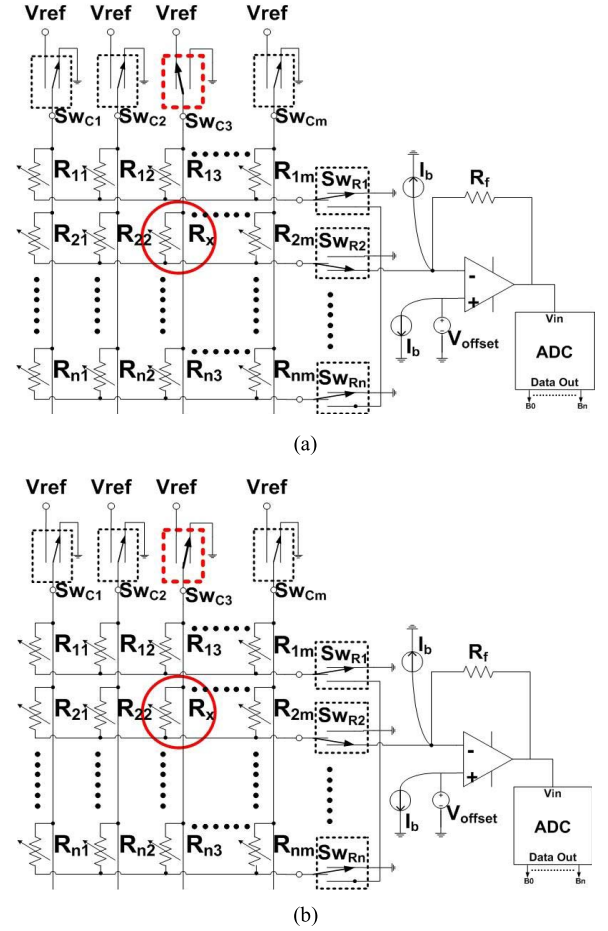 Vref Vref Vref Vref
SwC1 SwC2 SwC3 SwCm
R11 R12 R13 R1m SwR1
Ib Rf
R21 R22 Rx R2m SwR2
- +
Ib Voffset
Vin
ADC
Data Out
B0 Bn
Rn1 Rn2 Rn3 Rnm SwRn
(a)
Vref Vref Vref Vref
SwC1 SwC2 SwC3 SwCm
R11 R12 R13 R1m SwR1
Ib Rf
R21 R22 Rx R2m SwR2
- +
Ib Voffset
Vin
ADC
Data Out
B0 Bn
Rn1 Rn2 Rn3 Rnm SwRn
(b)